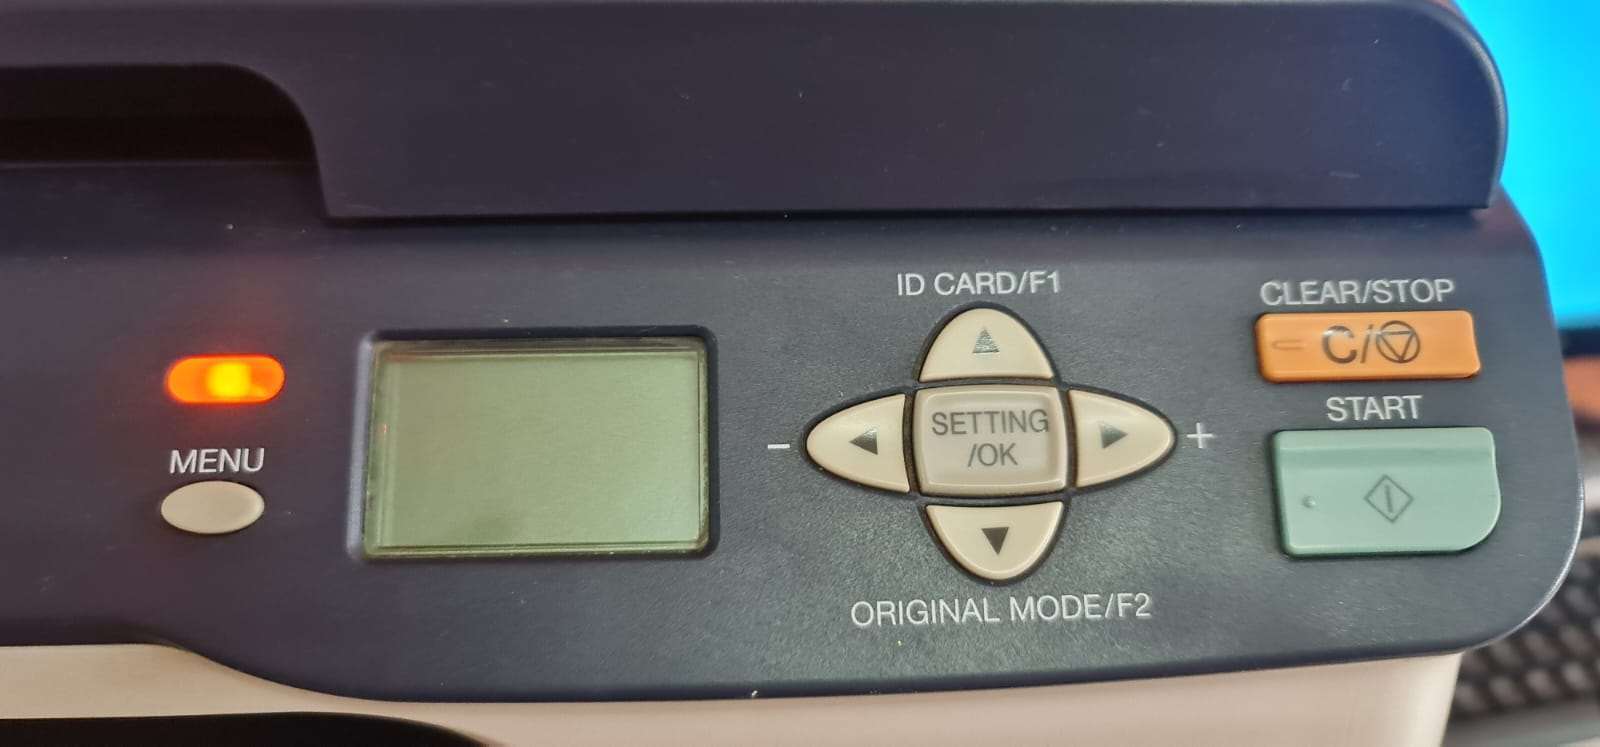 MENU
ID CARD/F1
-
SETTING
/OK
+
ORIGINAL MODE/F2
CLEAR/STOP
C/
START